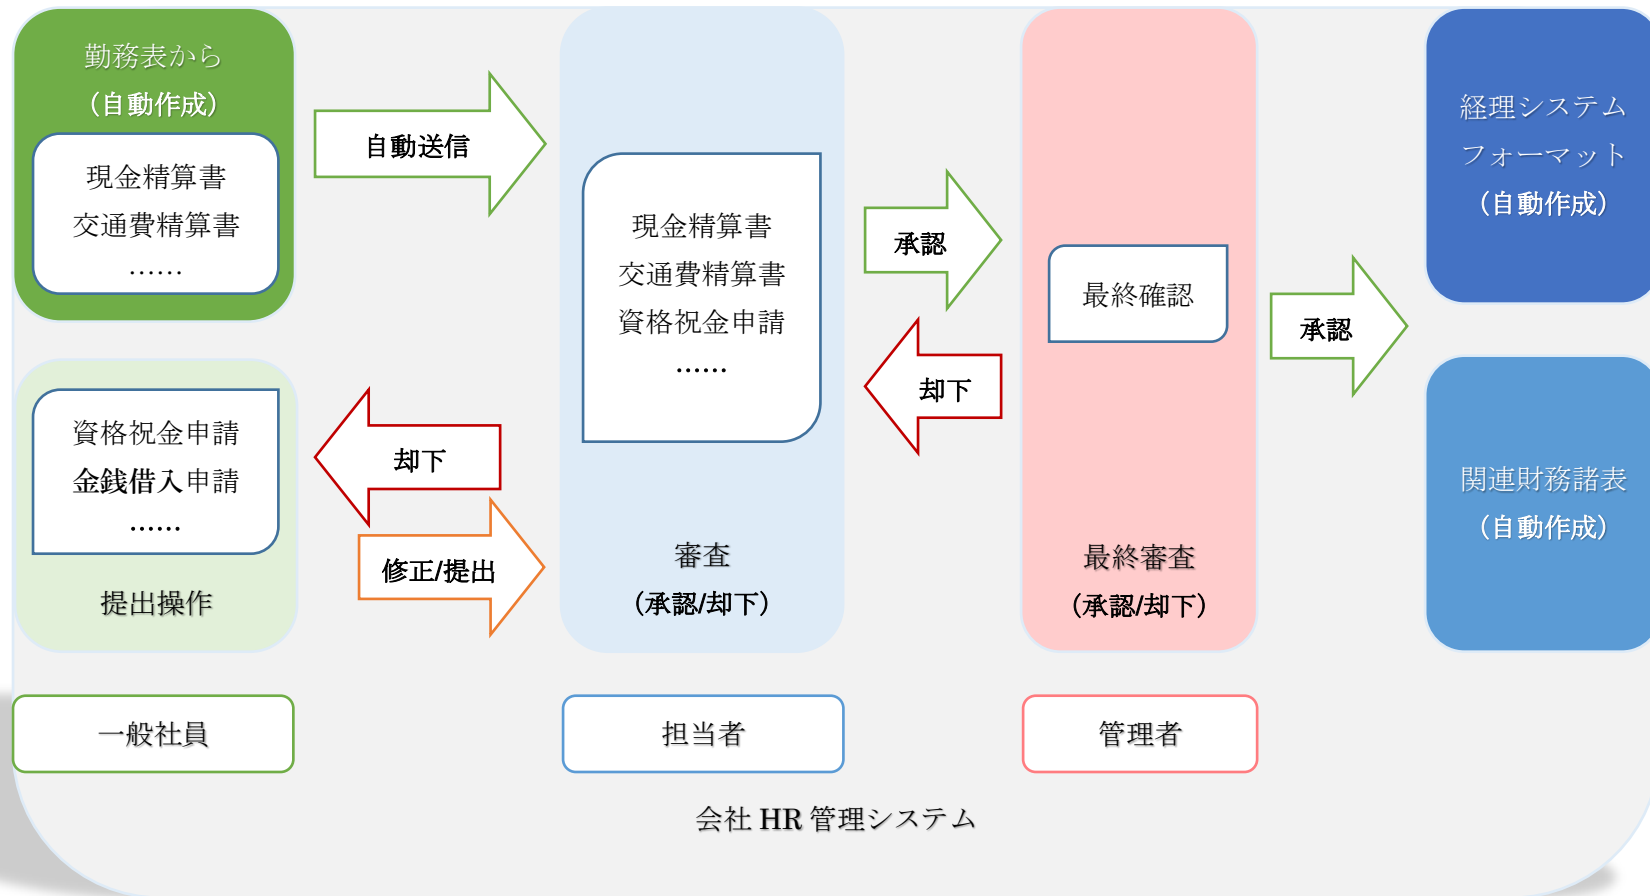 勤務表から
（自動作成）
現金精算書
交通費精算書
……
自動送信
資格祝金申請
金銭借入申請
……
提出操作
却下
修正/提出
現金精算書
交通費精算書
資格祝金申請
……
審査
（承認/却下）
承認
却下
最終確認
最終審査
（承認/却下）
承認
経理システム
フォーマット
（自動作成）
関連財務諸表
（自動作成）
一般社員
担当者
管理者
会社 HR 管理システム